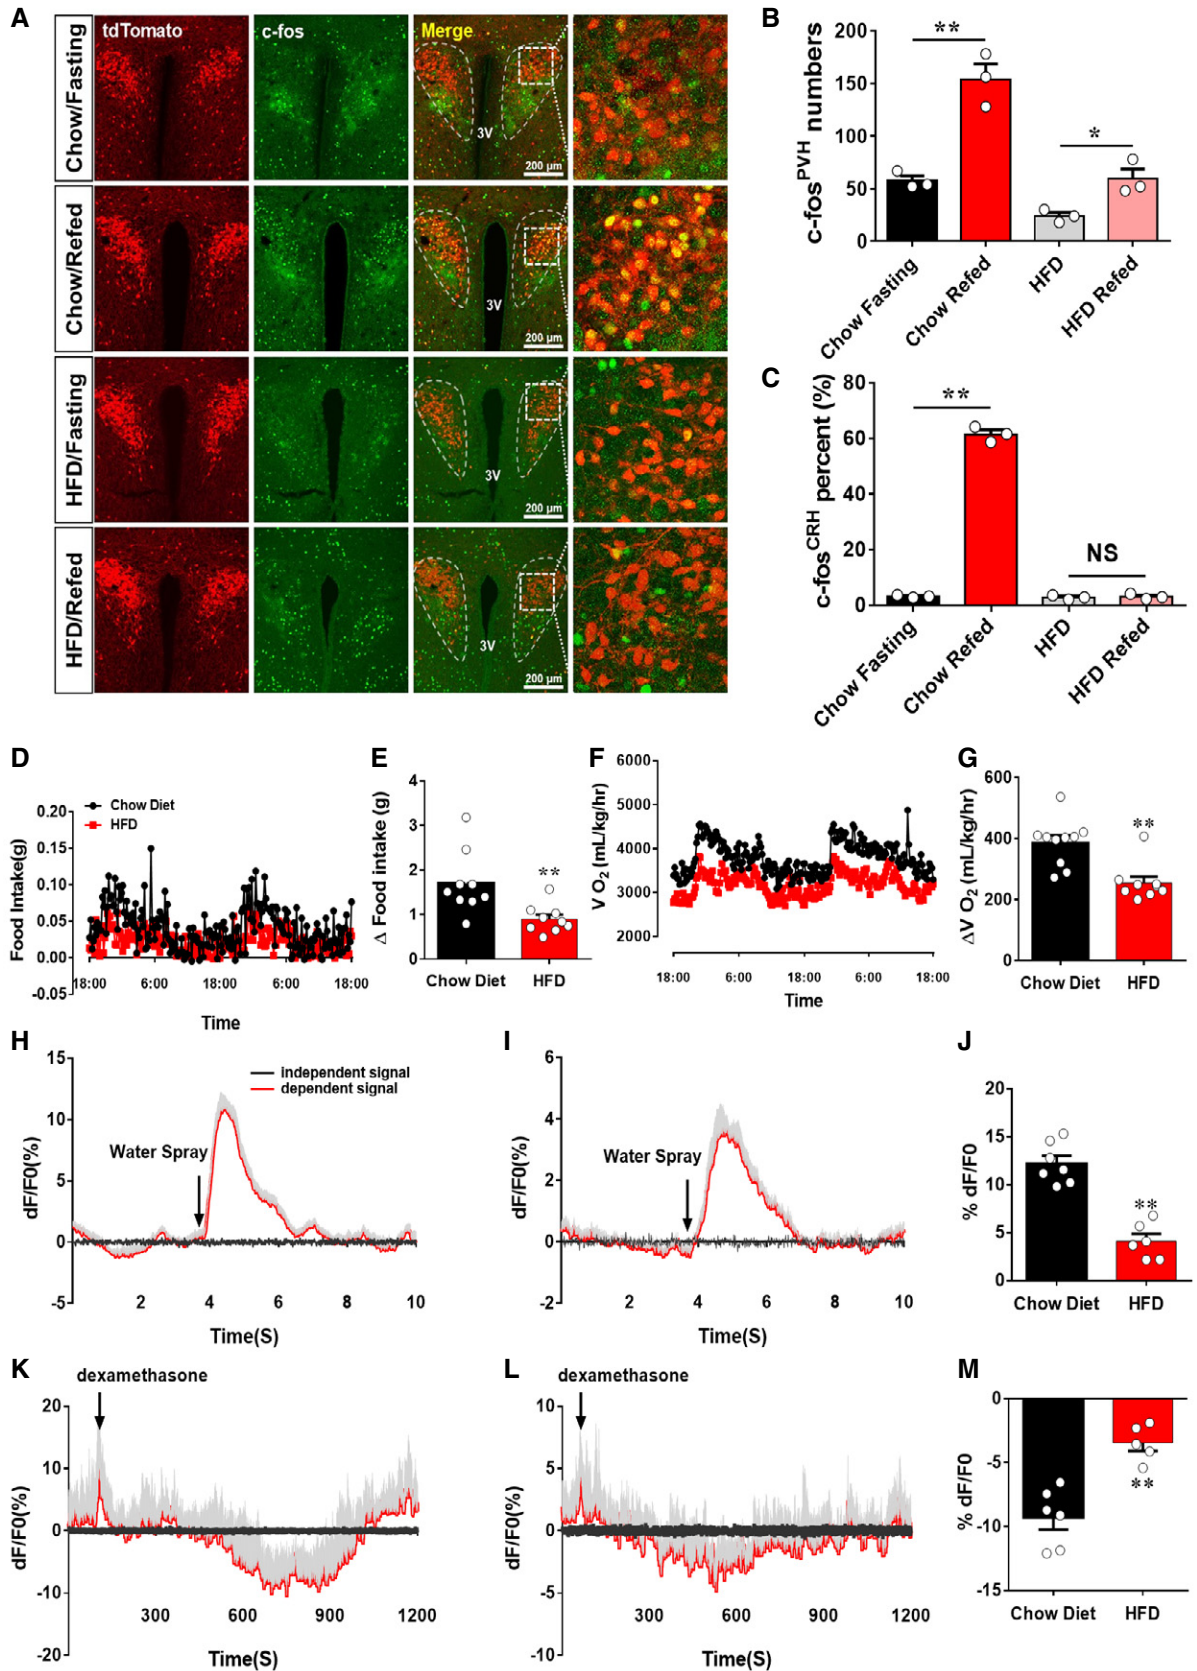 A
tdTomato
c-fos
Merge
Chow/Fasting
3V
200 µm
Chow/Refed
3V
200 µm
HFD/Fasting
3V
200 µm
HFD/Refed
3V
200 µm
B
c-fos^PVH numbers
200
150
100
50
0
**
*
Chow Fasting
Chow Refed
HFD
HFD Refed
C
c-fos^CRH percent (%)
80
60
40
20
0
**
NS
Chow Fasting
Chow Refed
HFD
HFD Refed
D
Food Intake(g)
Chow Diet
HFD
0.20
0.15
0.10
0.05
0.00
-0.05
18:00 6:00 18:00 6:00 18:00
Time
E
Δ Food intake (g)
4
3
2
1
0
**
Chow Diet HFD
F
V O₂ (mL/kg/hr)
6000
5000
4000
3000
2000
18:00 6:00 18:00 6:00 18:00
Time
G
ΔV O₂ (mL/kg/hr)
600
400
200
0
**
Chow Diet HFD
H
dF/F0(%)
15
10
5
0
-5
independent signal
dependent signal
Water Spray
2 4 6 8 10
Time(S)
I
dF/F0(%)
6
4
2
0
-2
Water Spray
2 4 6 8 10
Time(S)
J
% dF/F0
20
15
10
5
0
**
Chow Diet HFD
K
dexamethasone
dF/F0(%)
20
10
0
-10
-20
300 600 900 1200
Time(S)
L
dexamethasone
dF/F0(%)
10
5
0
-5
-10
300 600 900 1200
Time(S)
M
% dF/F0
0
-5
-10
-15
**
Chow Diet HFD